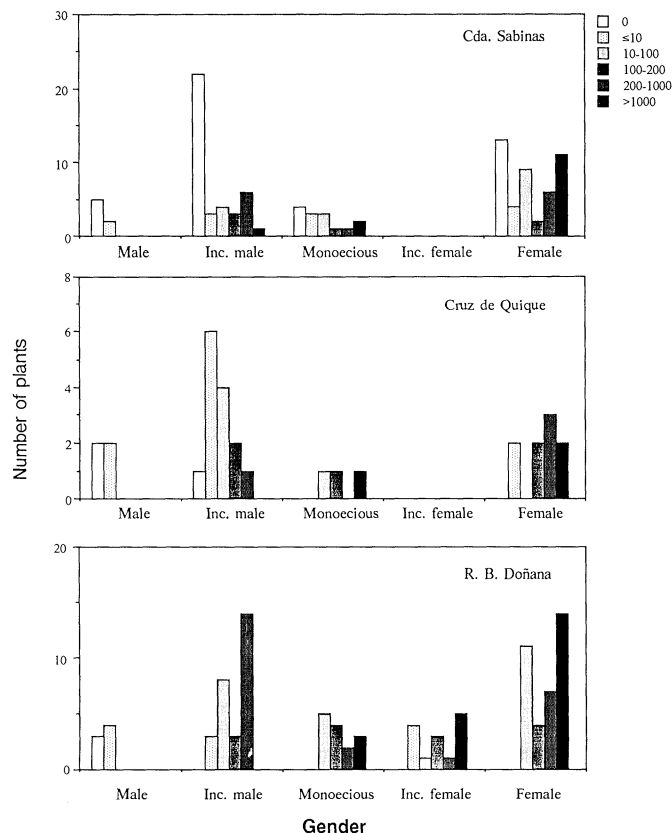 30
20
10
0
Cda. Sabinas
0
≤10
10-100
100-200
200-1000
>1000
Male Inc. male Monoecious Inc. female Female
8
6
4
2
0
Cruz de Quique
Number of plants
Male Inc. male Monoecious Inc. female Female
20
10
0
R. B. Doñana
Male Inc. male Monoecious Inc. female Female
Gender